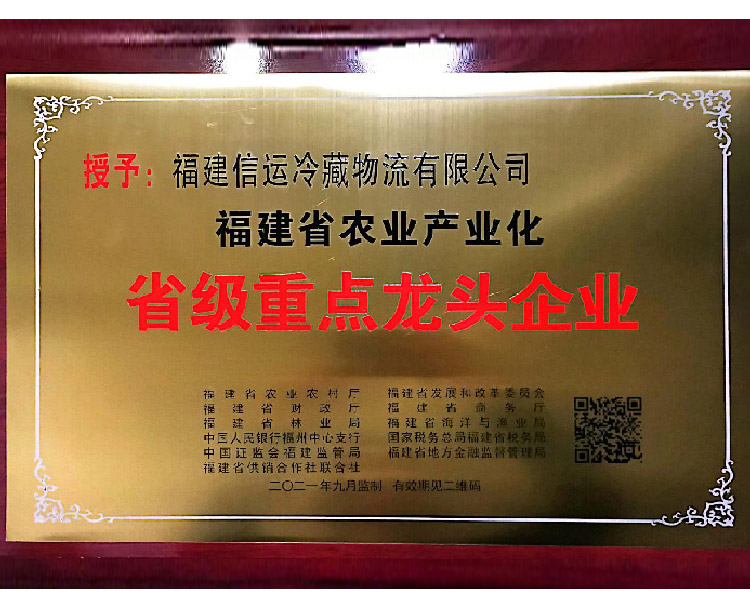 授予：福建信运冷藏物流有限公司
福建省农业产业化
省级重点龙头企业
福建省农业农村厅 福建省发展和改革委员会
福建省财政厅 福建省商务厅
福建省林业局 福建省海洋与渔业局
中国人民银行福州中心支行 国家税务总局福建省税务局
中国证监会福建监管局 福建省地方金融监督管理局
福建省供销合作社联合社
二〇二一年九月监制 有效期见二维码